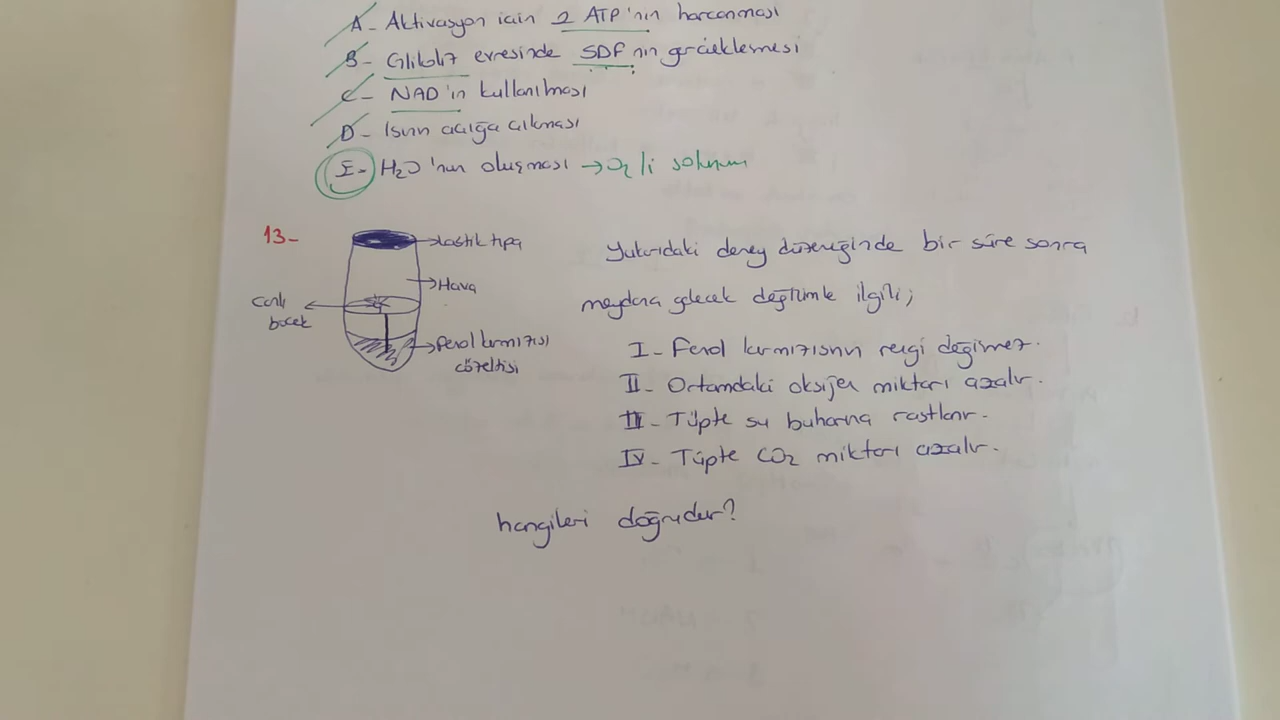 A- Aktivasyon için 2 ATP'nin harcanması
B- Glikoliz evresinde SDF'nin gerçekleşmesi
C- NAD'ın kullanılması
D- Isının açığa çıkması
E- H₂O'nun oluşması → O₂ li solunum
13-
lastik tıpa
Hava
Canlı
böcek
fenol kırmızısı
çözeltisi
Yukarıdaki deney düzeneğinde bir süre sonra
meydana gelecek değişimle ilgili;
I- Fenol kırmızısının rengi değişmez.
II- Ortamdaki oksijen miktarı azalır.
III- Tüpte su buharına rastlanır.
IV- Tüpte CO₂ miktarı azalır.
hangileri doğrudur?